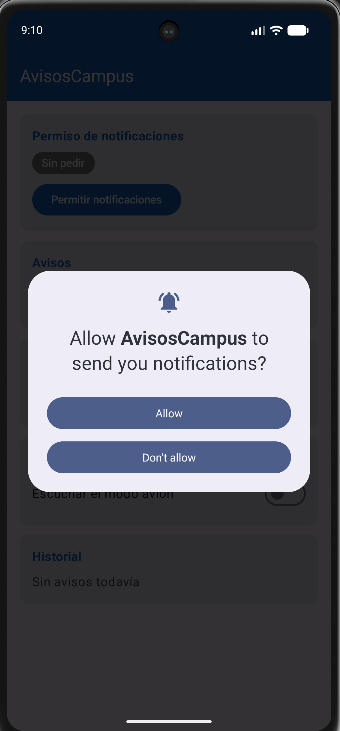 9:10
AvisosCampus
Permiso de notificaciones
Sin pedir
Permitir notificaciones
Avisos
Allow AvisosCampus to
send you notifications?
Allow
Don't allow
Escuchar el modo avión
Historial
Sin avisos todavía